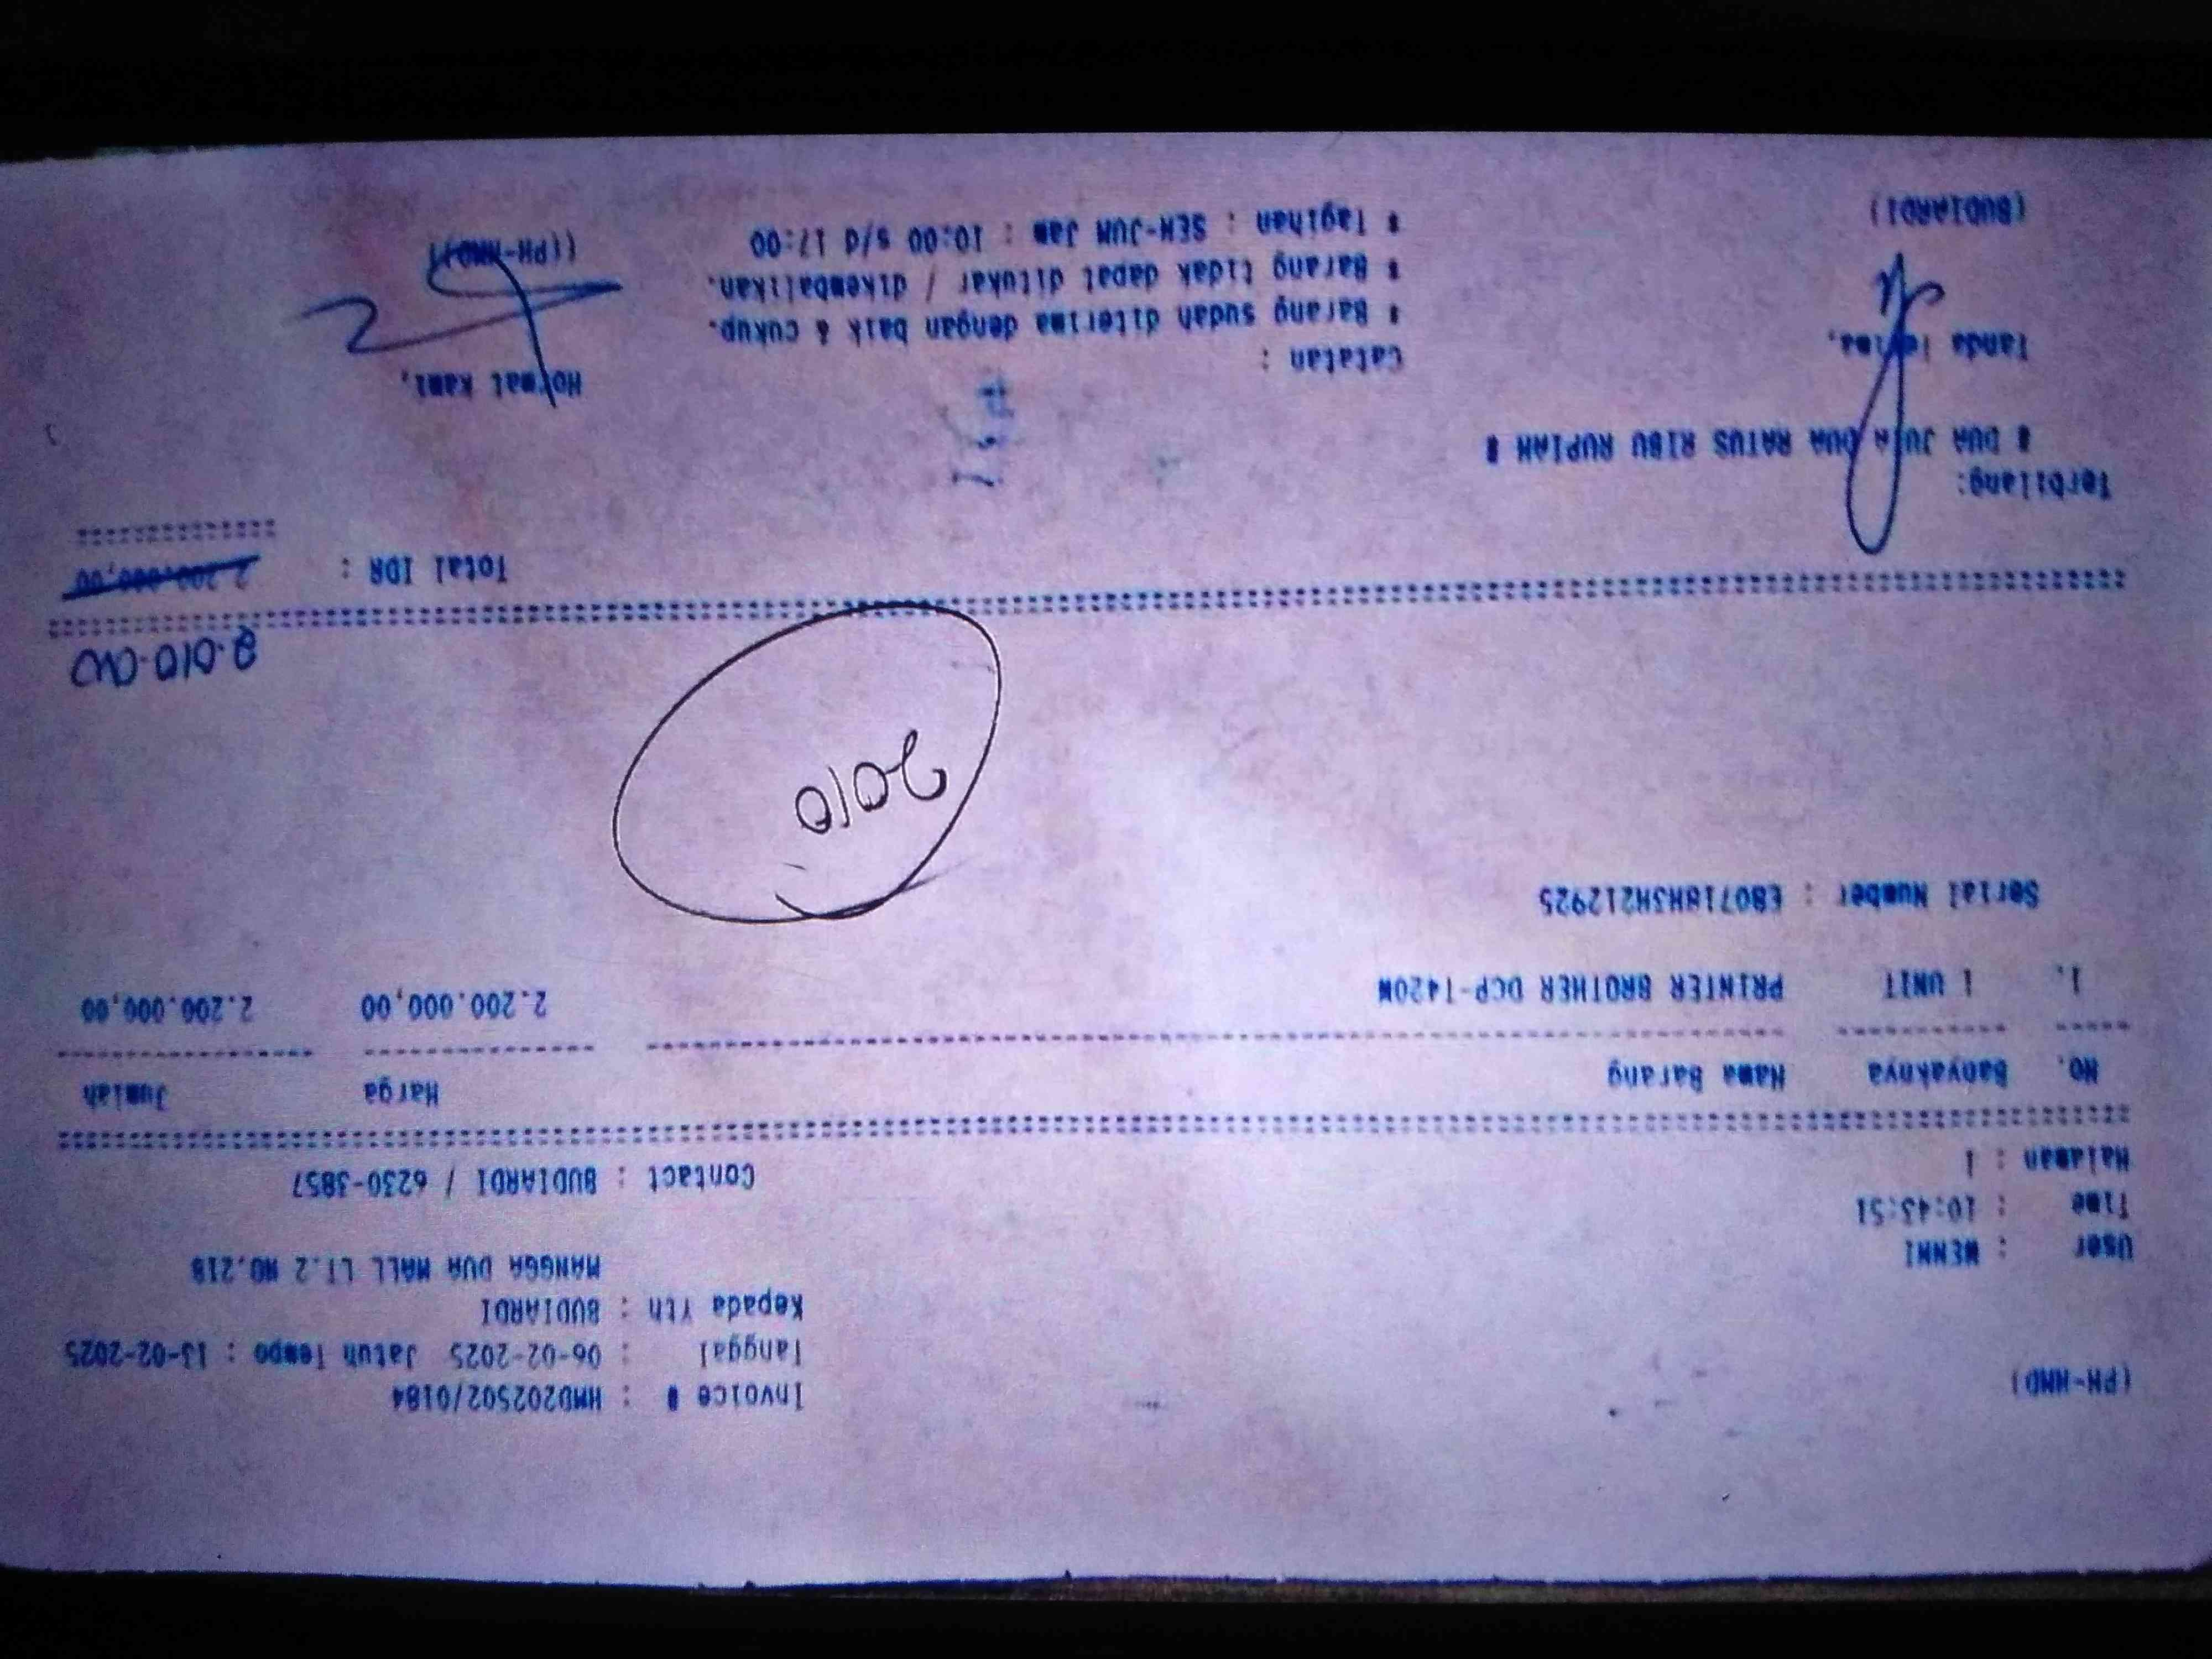 (PH-HMD)
Invoice # : HMD202502/0184
Tanggal : 06-02-2025 Jatuh Tempo : 13-02-2025
Kepada Yth : BUDIARDI
MANGGA DUA MALL LT.2 NO.21B
User : WENNI
Time : 10:43:51
Halaman : 1
Contact : BUDIARDI / 6230-3857
NO. Banyaknya Nama Barang Harga Jumlah
1. 1 UNIT PRINTER BROTHER DCP-T420W 2.200.000,00 2.200.000,00
Serial Number : E80718H3H212925
2010
2.010.000
Total IDR : 2.200.000,00
Terbilang:
# DUA JUTA DUA RATUS RIBU RUPIAH #
Tanda Terima,
Catatan :
* Barang sudah diterima dengan baik & cukup.
* Barang tidak dapat ditukar / dikembalikan.
* Tagihan : SEN-JUM Jam : 10:00 s/d 17:00
Hormat Kami,
(BUDIARDI)
((PH-HMD))